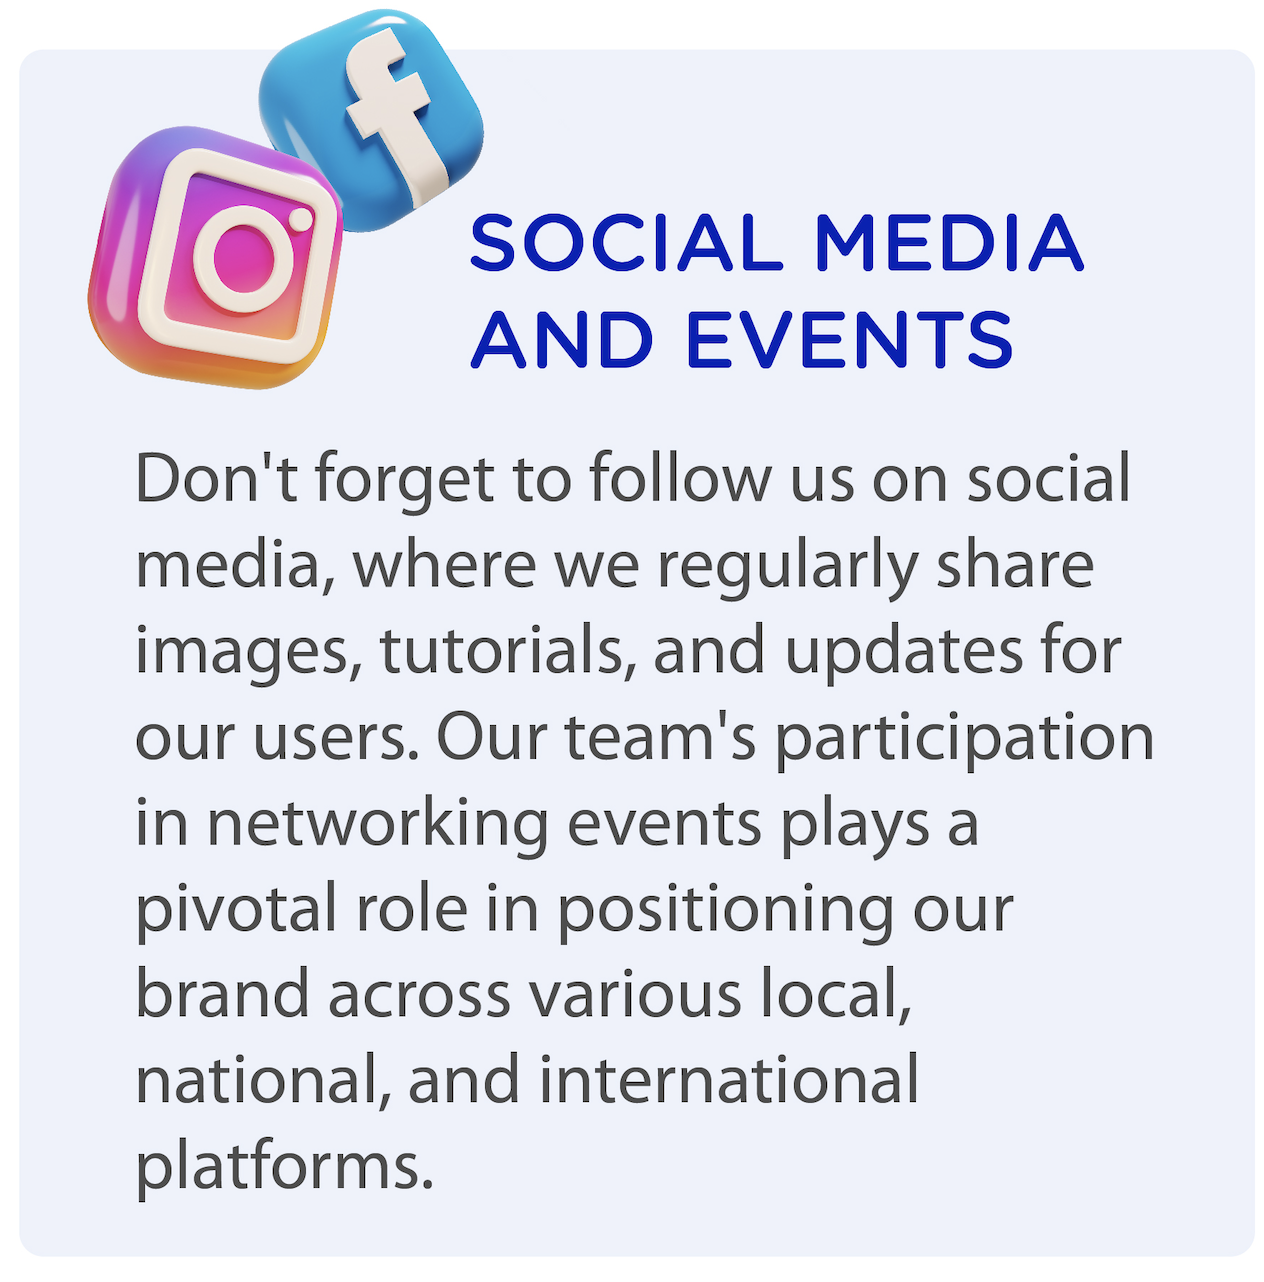 SOCIAL MEDIA
AND EVENTS
Don't forget to follow us on social
media, where we regularly share
images, tutorials, and updates for
our users. Our team's participation
in networking events plays a
pivotal role in positioning our
brand across various local,
national, and international
platforms.